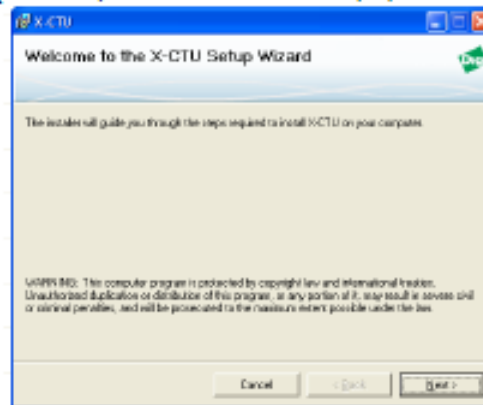 X-CTU
Welcome to the X-CTU Setup Wizard
Digi
The installer will guide you through the steps required to install X-CTU on your computer.
WARNING: This computer program is protected by copyright law and international treaties.
Unauthorized duplication or distribution of this program, or any portion of it, may result in severe civil
or criminal penalties, and will be prosecuted to the maximum extent possible under the law.
Cancel < Back Next >